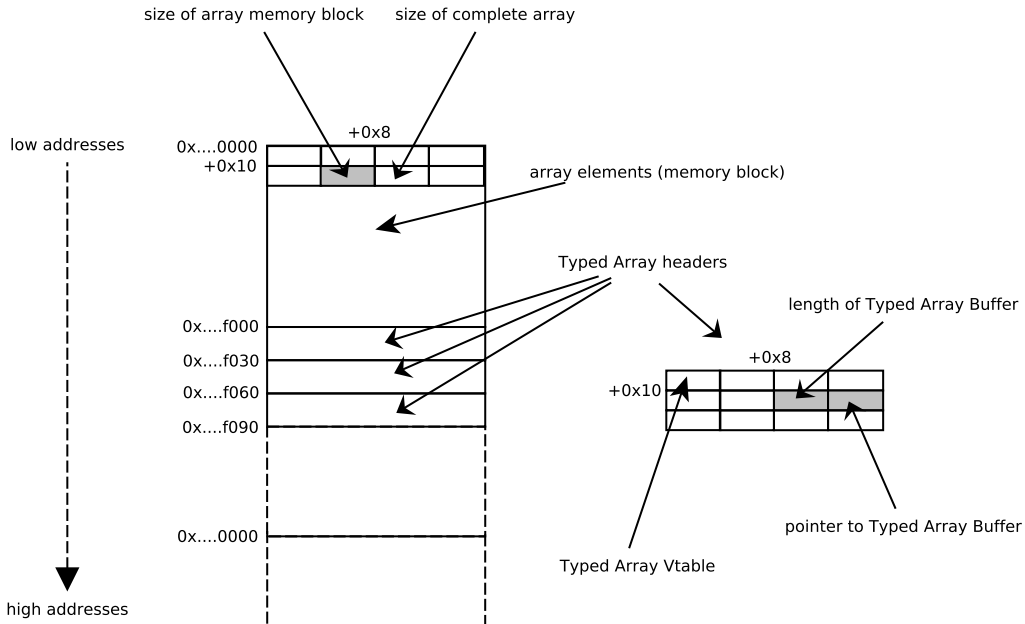 size of array memory block
size of complete array
+0x8
low addresses
0x....0000
+0x10
array elements (memory block)
Typed Array headers
length of Typed Array Buffer
0x....f000
+0x8
0x....f030
0x....f060
+0x10
0x....f090
pointer to Typed Array Buffer
0x....0000
Typed Array Vtable
high addresses